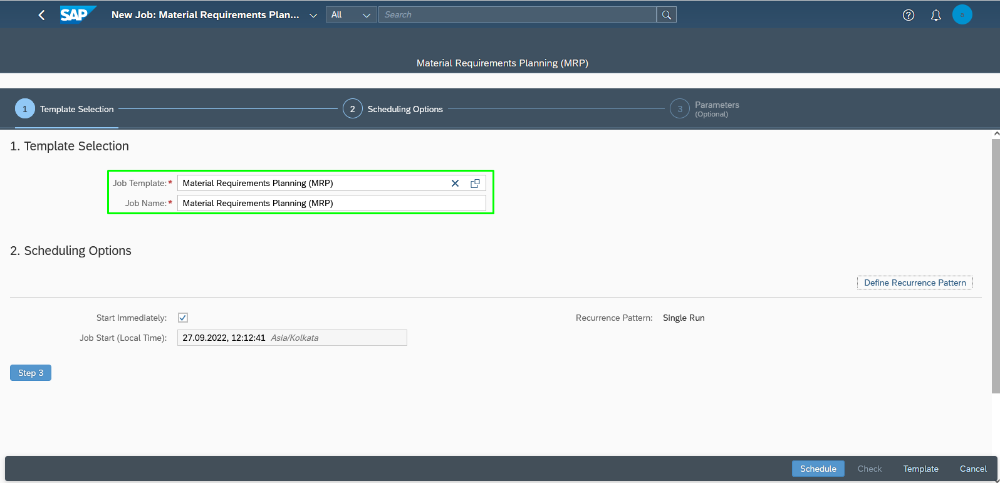 SAP New Job: Material Requirements Plan... All Search a
Material Requirements Planning (MRP)
1 Template Selection 2 Scheduling Options 3 Parameters
(Optional)
1. Template Selection
Job Template:* Material Requirements Planning (MRP)
Job Name:* Material Requirements Planning (MRP)
2. Scheduling Options
Define Recurrence Pattern
Start Immediately: Recurrence Pattern: Single Run
Job Start (Local Time): 27.09.2022, 12:12:41 Asia/Kolkata
Step 3
Schedule Check Template Cancel